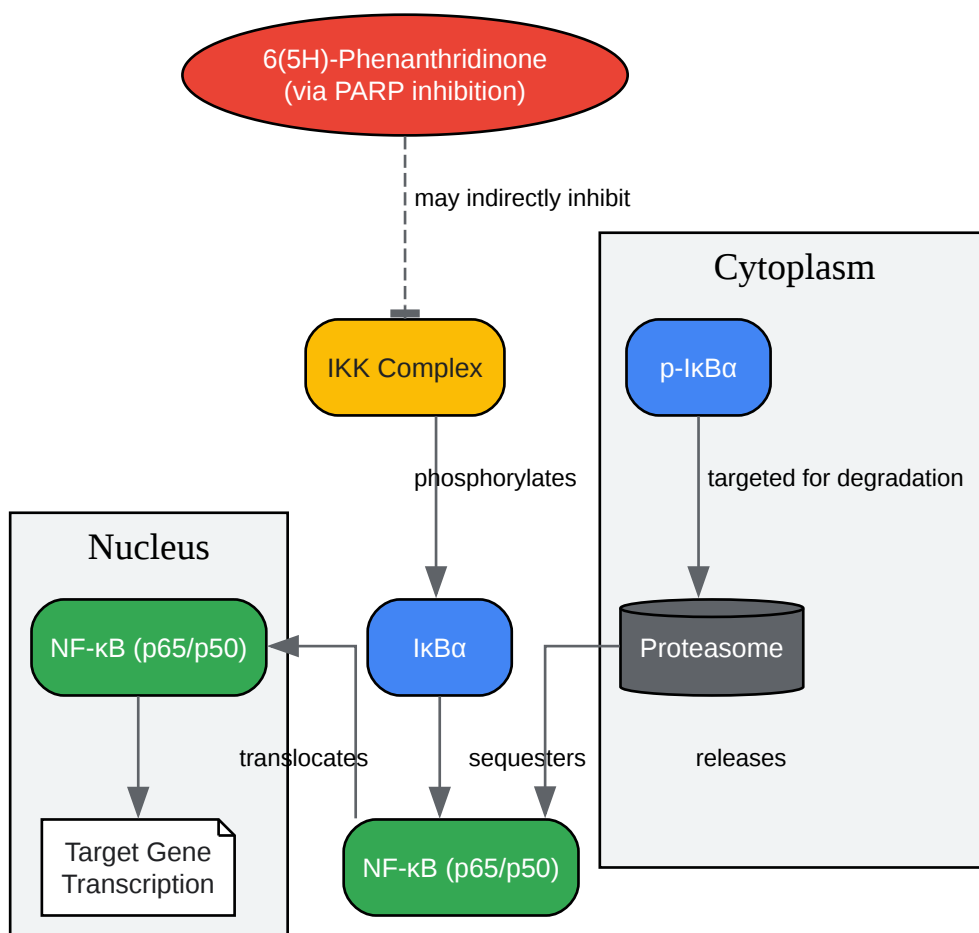 6(5H)-Phenanthridinone
(via PARP inhibition)
may indirectly inhibit
Cytoplasm
IKK Complex
p-IκBα
phosphorylates
targeted for degradation
Nucleus
NF-κB (p65/p50)
IκBα
Proteasome
translocates
sequesters
releases
Target Gene
Transcription
NF-κB (p65/p50)